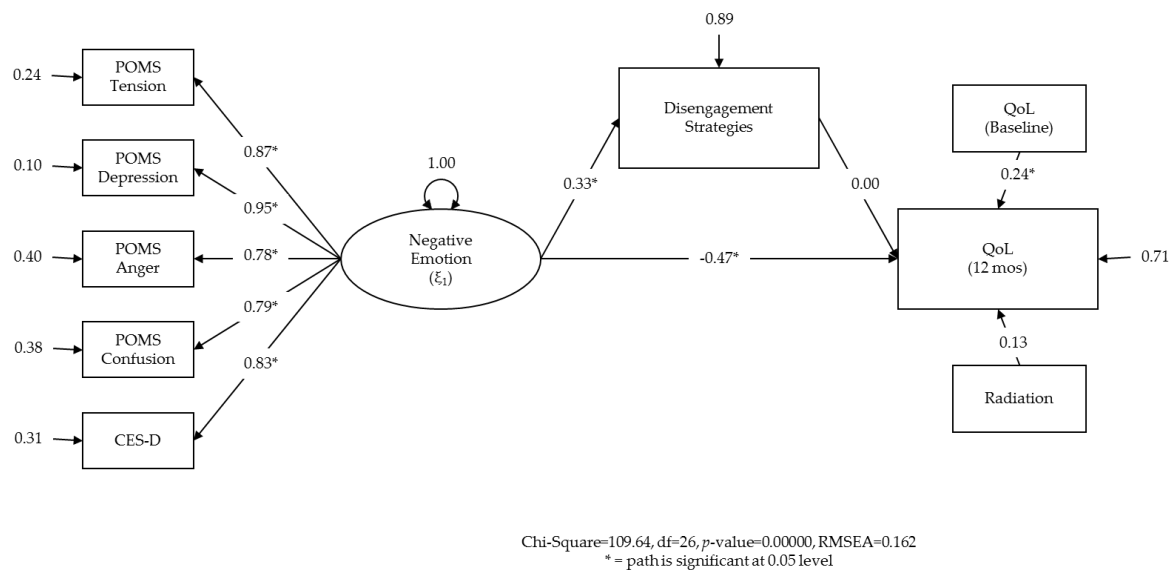 0.89
0.24
POMS
Tension
QoL
(Baseline)
Disengagement
Strategies
0.87*
0.10
POMS
Depression
1.00
0.33*
0.00
0.24*
0.95*
0.40
POMS
Anger
0.78*
Negative
Emotion
(ξ1)
-0.47*
QoL
(12 mos)
0.71
0.79*
0.38
POMS
Confusion
0.13
0.83*
Radiation
0.31
CES-D
Chi-Square=109.64, df=26, p-value=0.00000, RMSEA=0.162
* = path is significant at 0.05 level